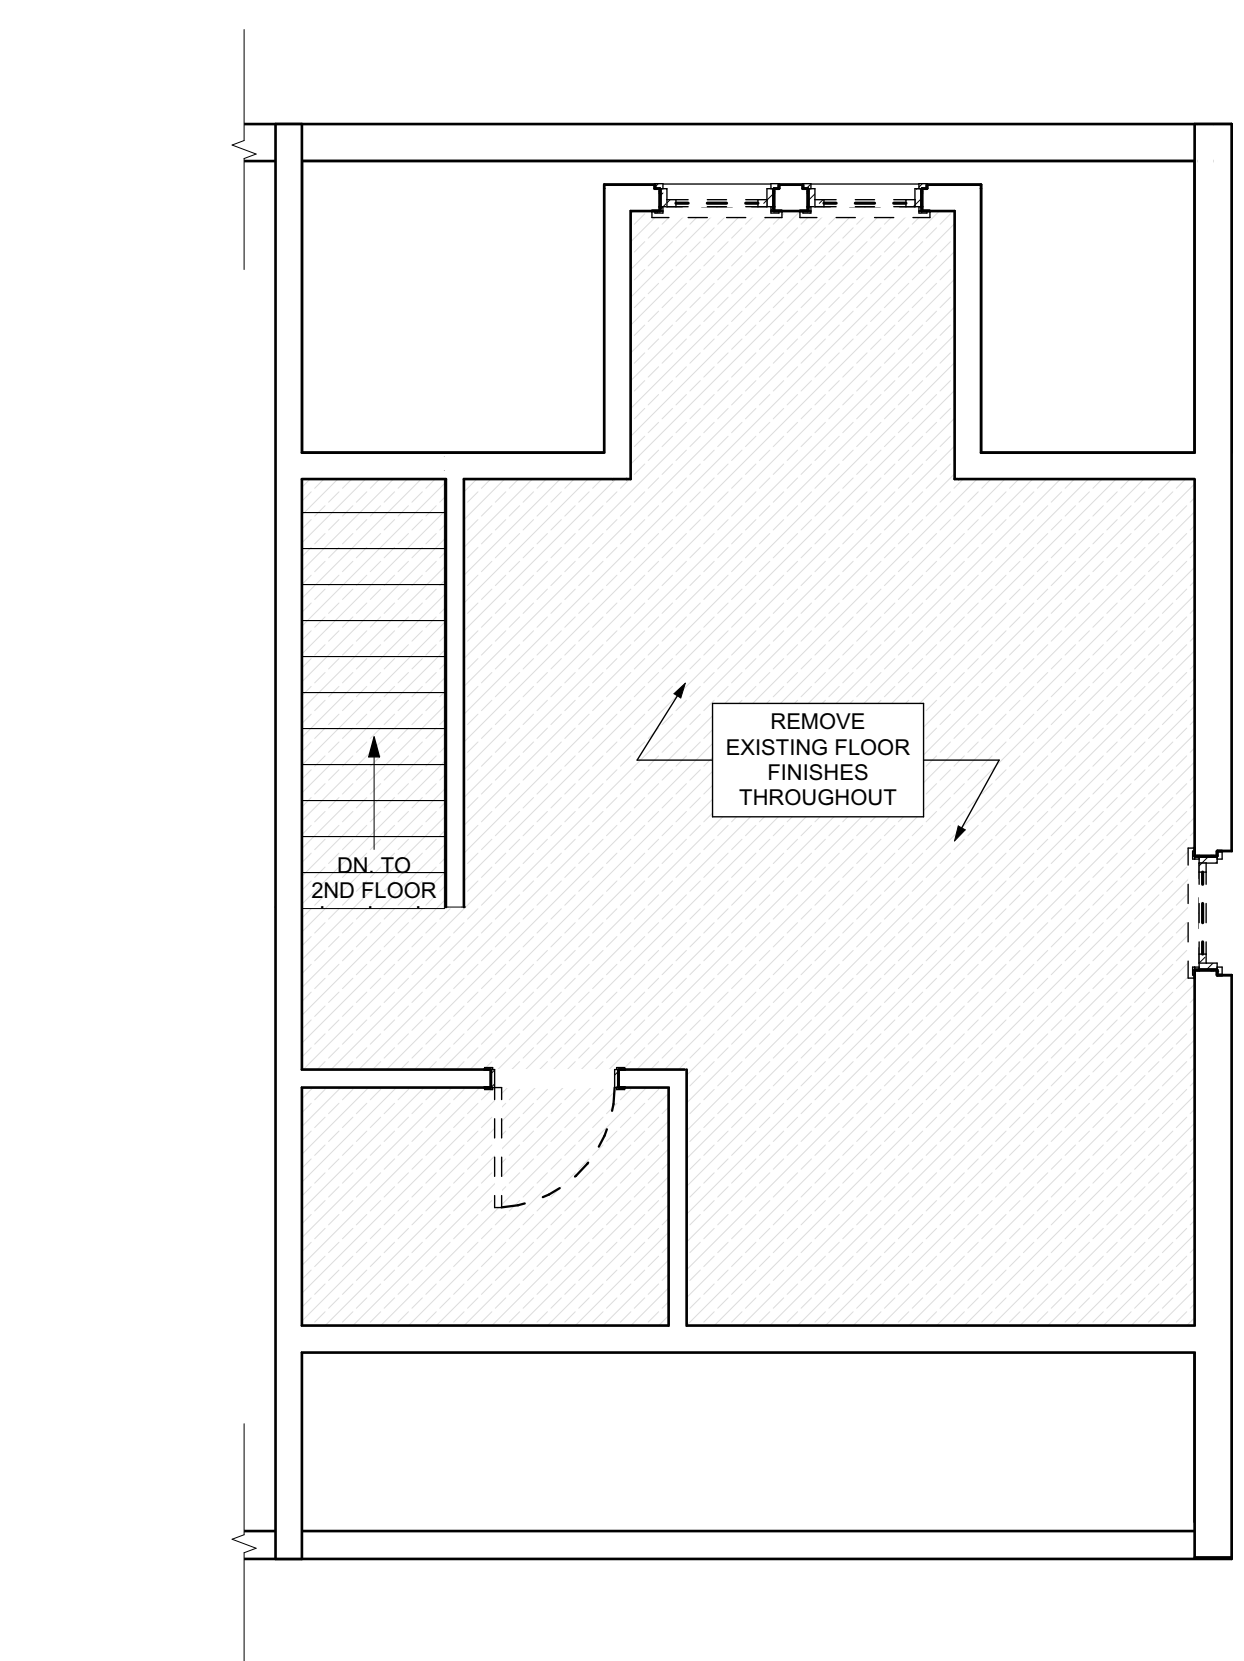 REMOVE
EXISTING FLOOR
FINISHES
THROUGHOUT
DN. TO
2ND FLOOR